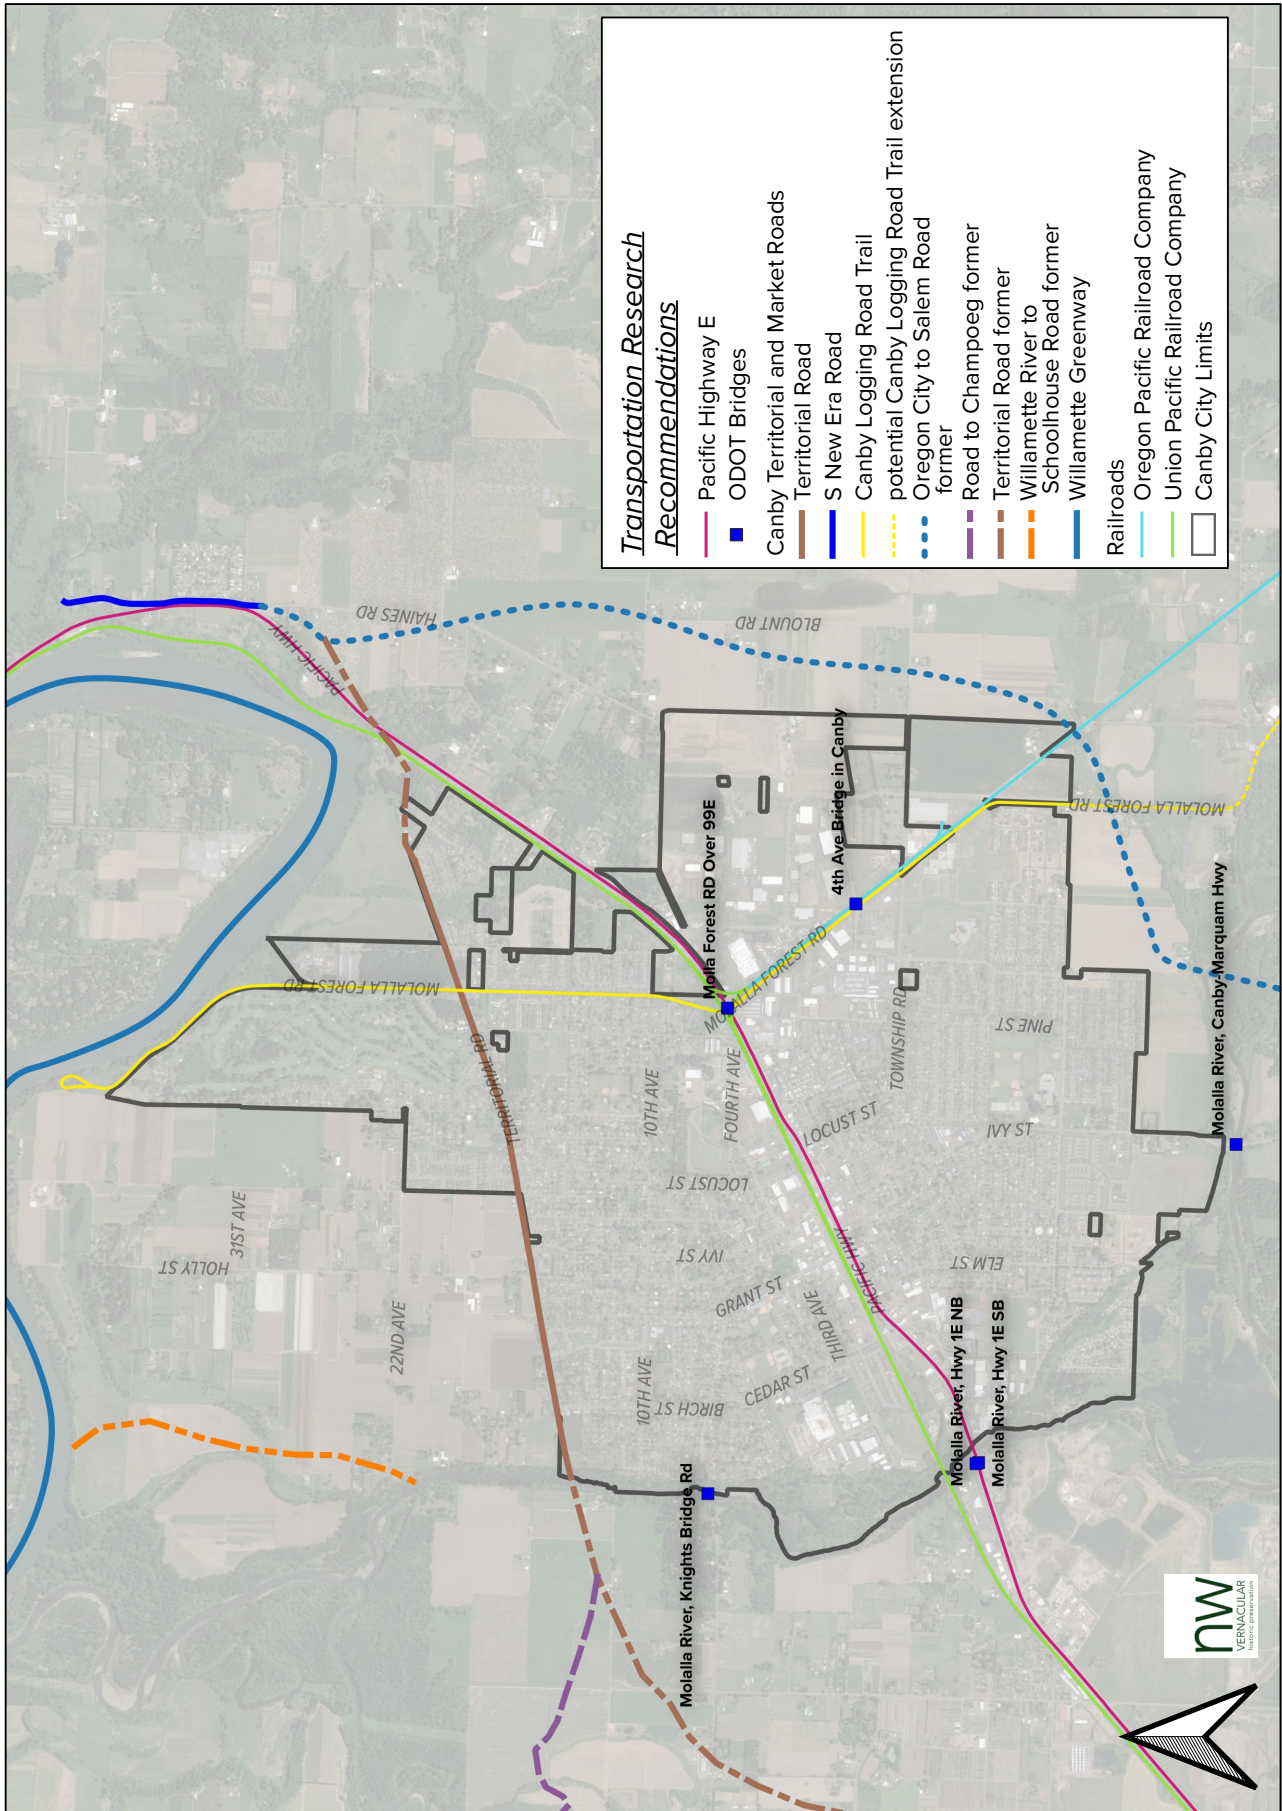 Transportation Research
Recommendations
Pacific Highway E
ODOT Bridges
Canby Territorial and Market Roads
Territorial Road
S New Era Road
Canby Logging Road Trail
potential Canby Logging Road Trail extension
Oregon City to Salem Road
former
Road to Champoeg former
Territorial Road former
Willamette River to
Schoolhouse Road former
Willamette Greenway
Railroads
Oregon Pacific Railroad Company
Union Pacific Railroad Company
Canby City Limits
HAINES RD
PACIFIC HWY
BLOUNT RD
4th Ave Bridge in Canby
Molla Forest RD Over 99E
MOLALLA FOREST RD
MOLALLA FOREST RD
MOLALLA FOREST RD
Molalla River, Canby-Marquam Hwy
TERRITORIAL RD
10TH AVE
FOURTH AVE
TOWNSHIP RD
PINE ST
LOCUST ST
IVY ST
LOCUST ST
31ST AVE
HOLLY ST
IVY ST
GRANT ST
THIRD AVE
PACIFIC HWY
ELM ST
22ND AVE
10TH AVE
BIRCH ST
CEDAR ST
Molalla River, Hwy 1E NB
Molalla River, Hwy 1E SB
Molalla River, Knights Bridge Rd
nw
VERNACULAR
historic preservation